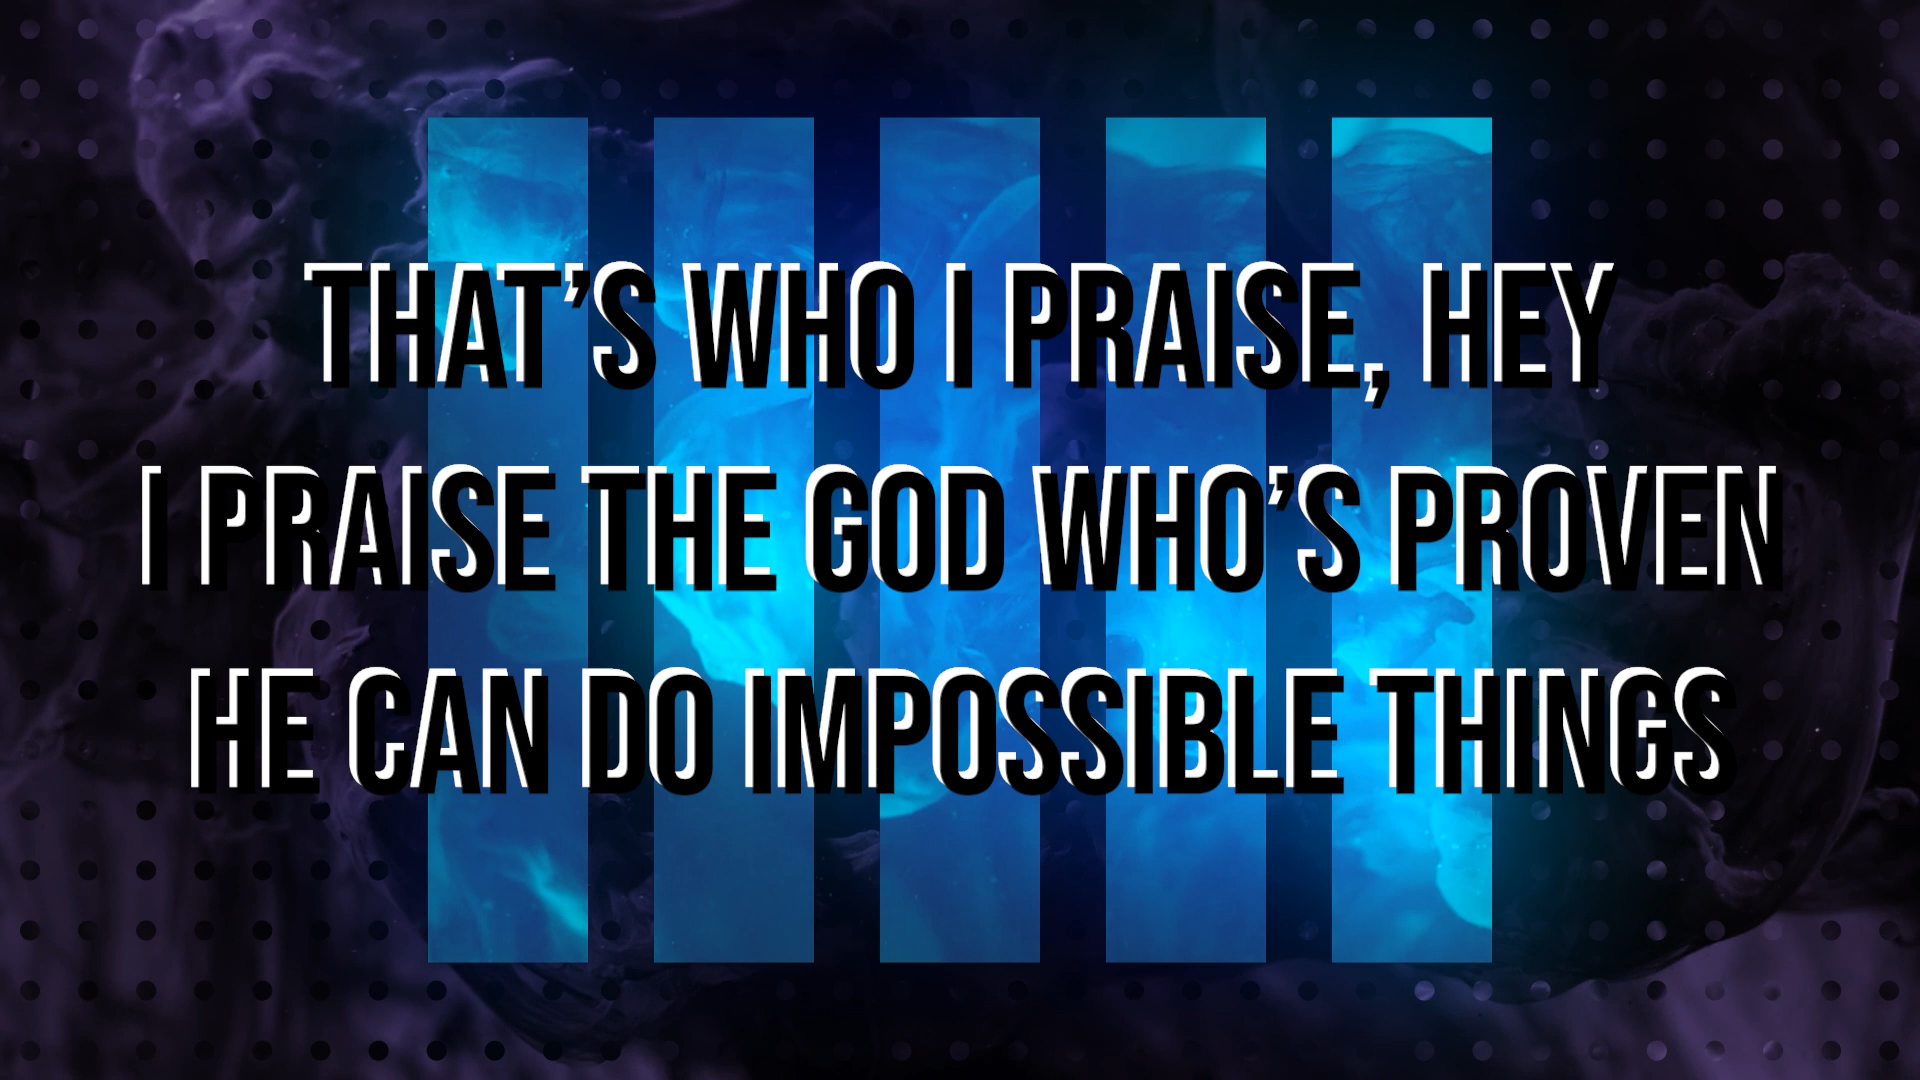 THAT’S WHO I PRAISE, HEY
I PRAISE THE GOD WHO’S PROVEN
HE CAN DO IMPOSSIBLE THINGS